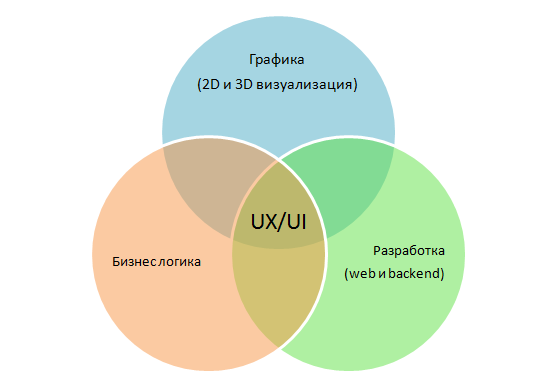 Графика
(2D и 3D визуализация)
UX/UI
Бизнес логика
Разработка
(web и backend)